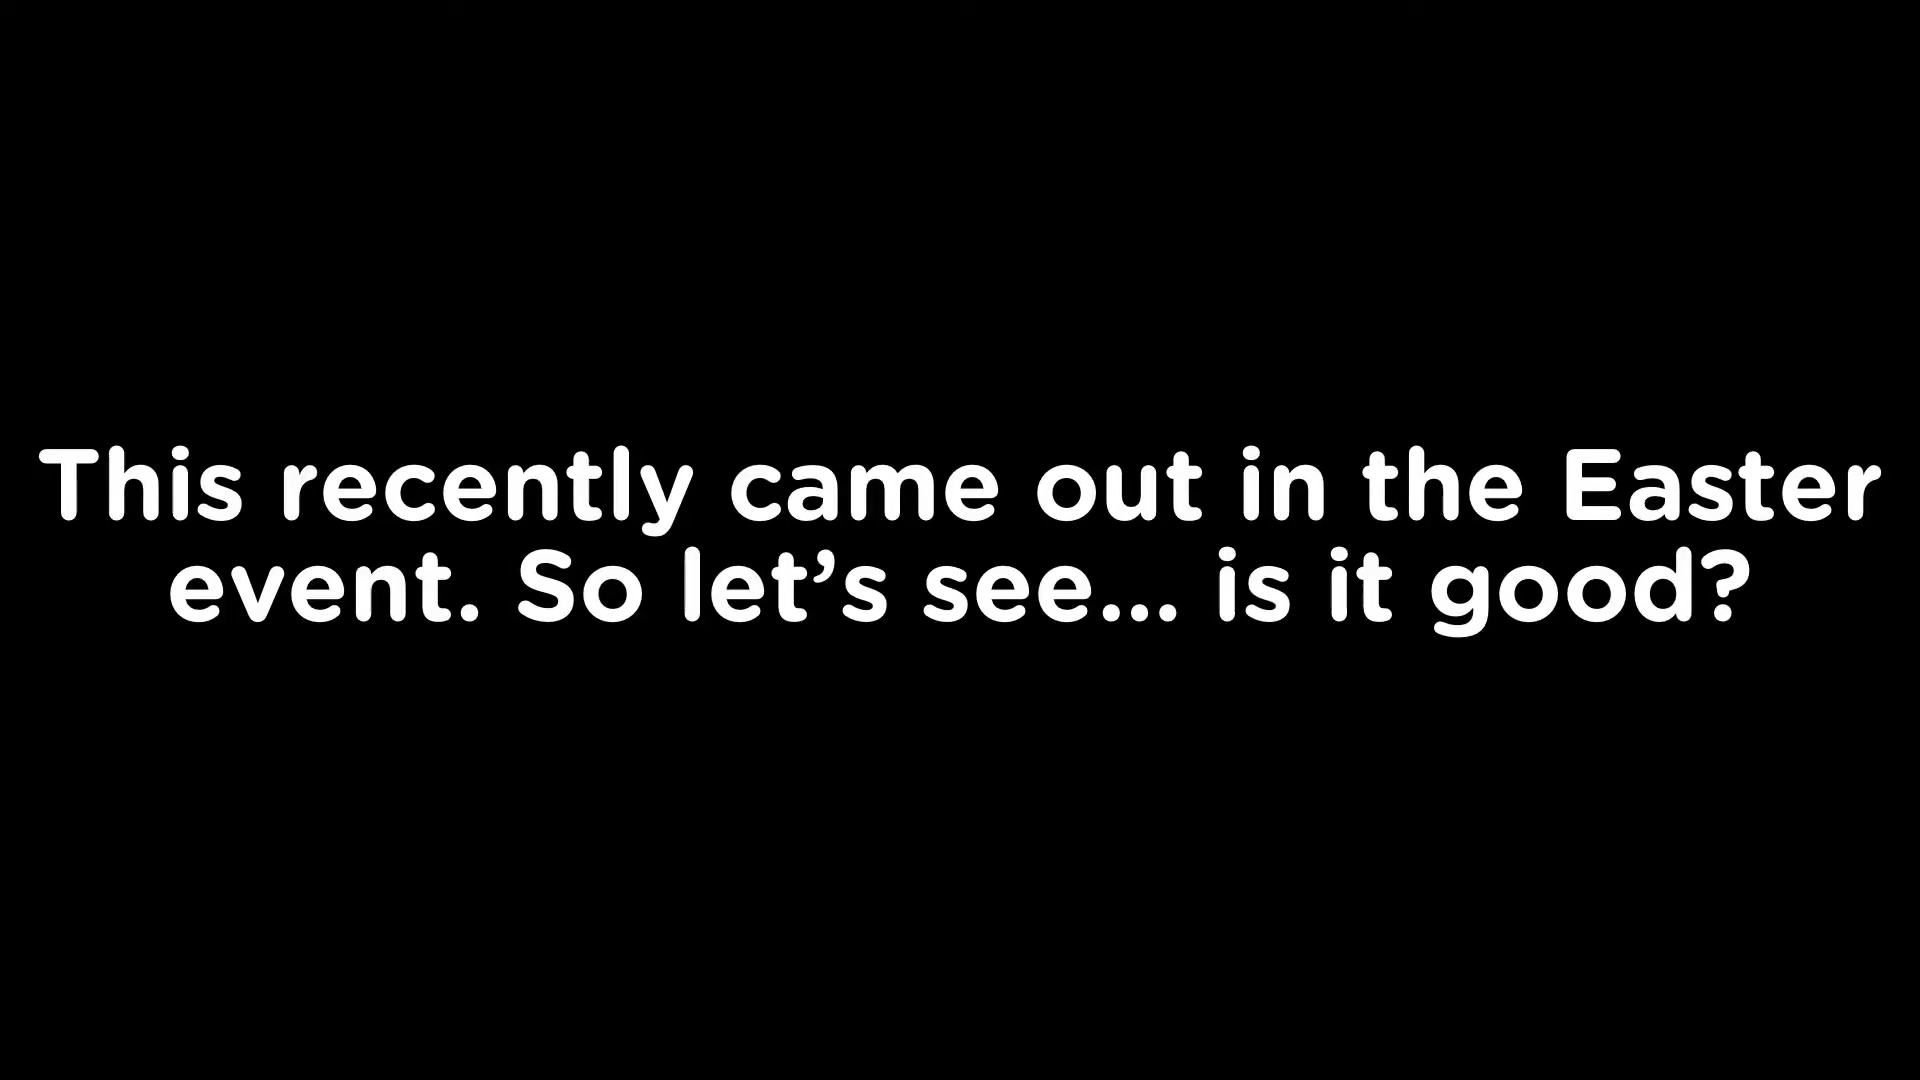 This recently came out in the Easter
event. So let’s see... is it good?